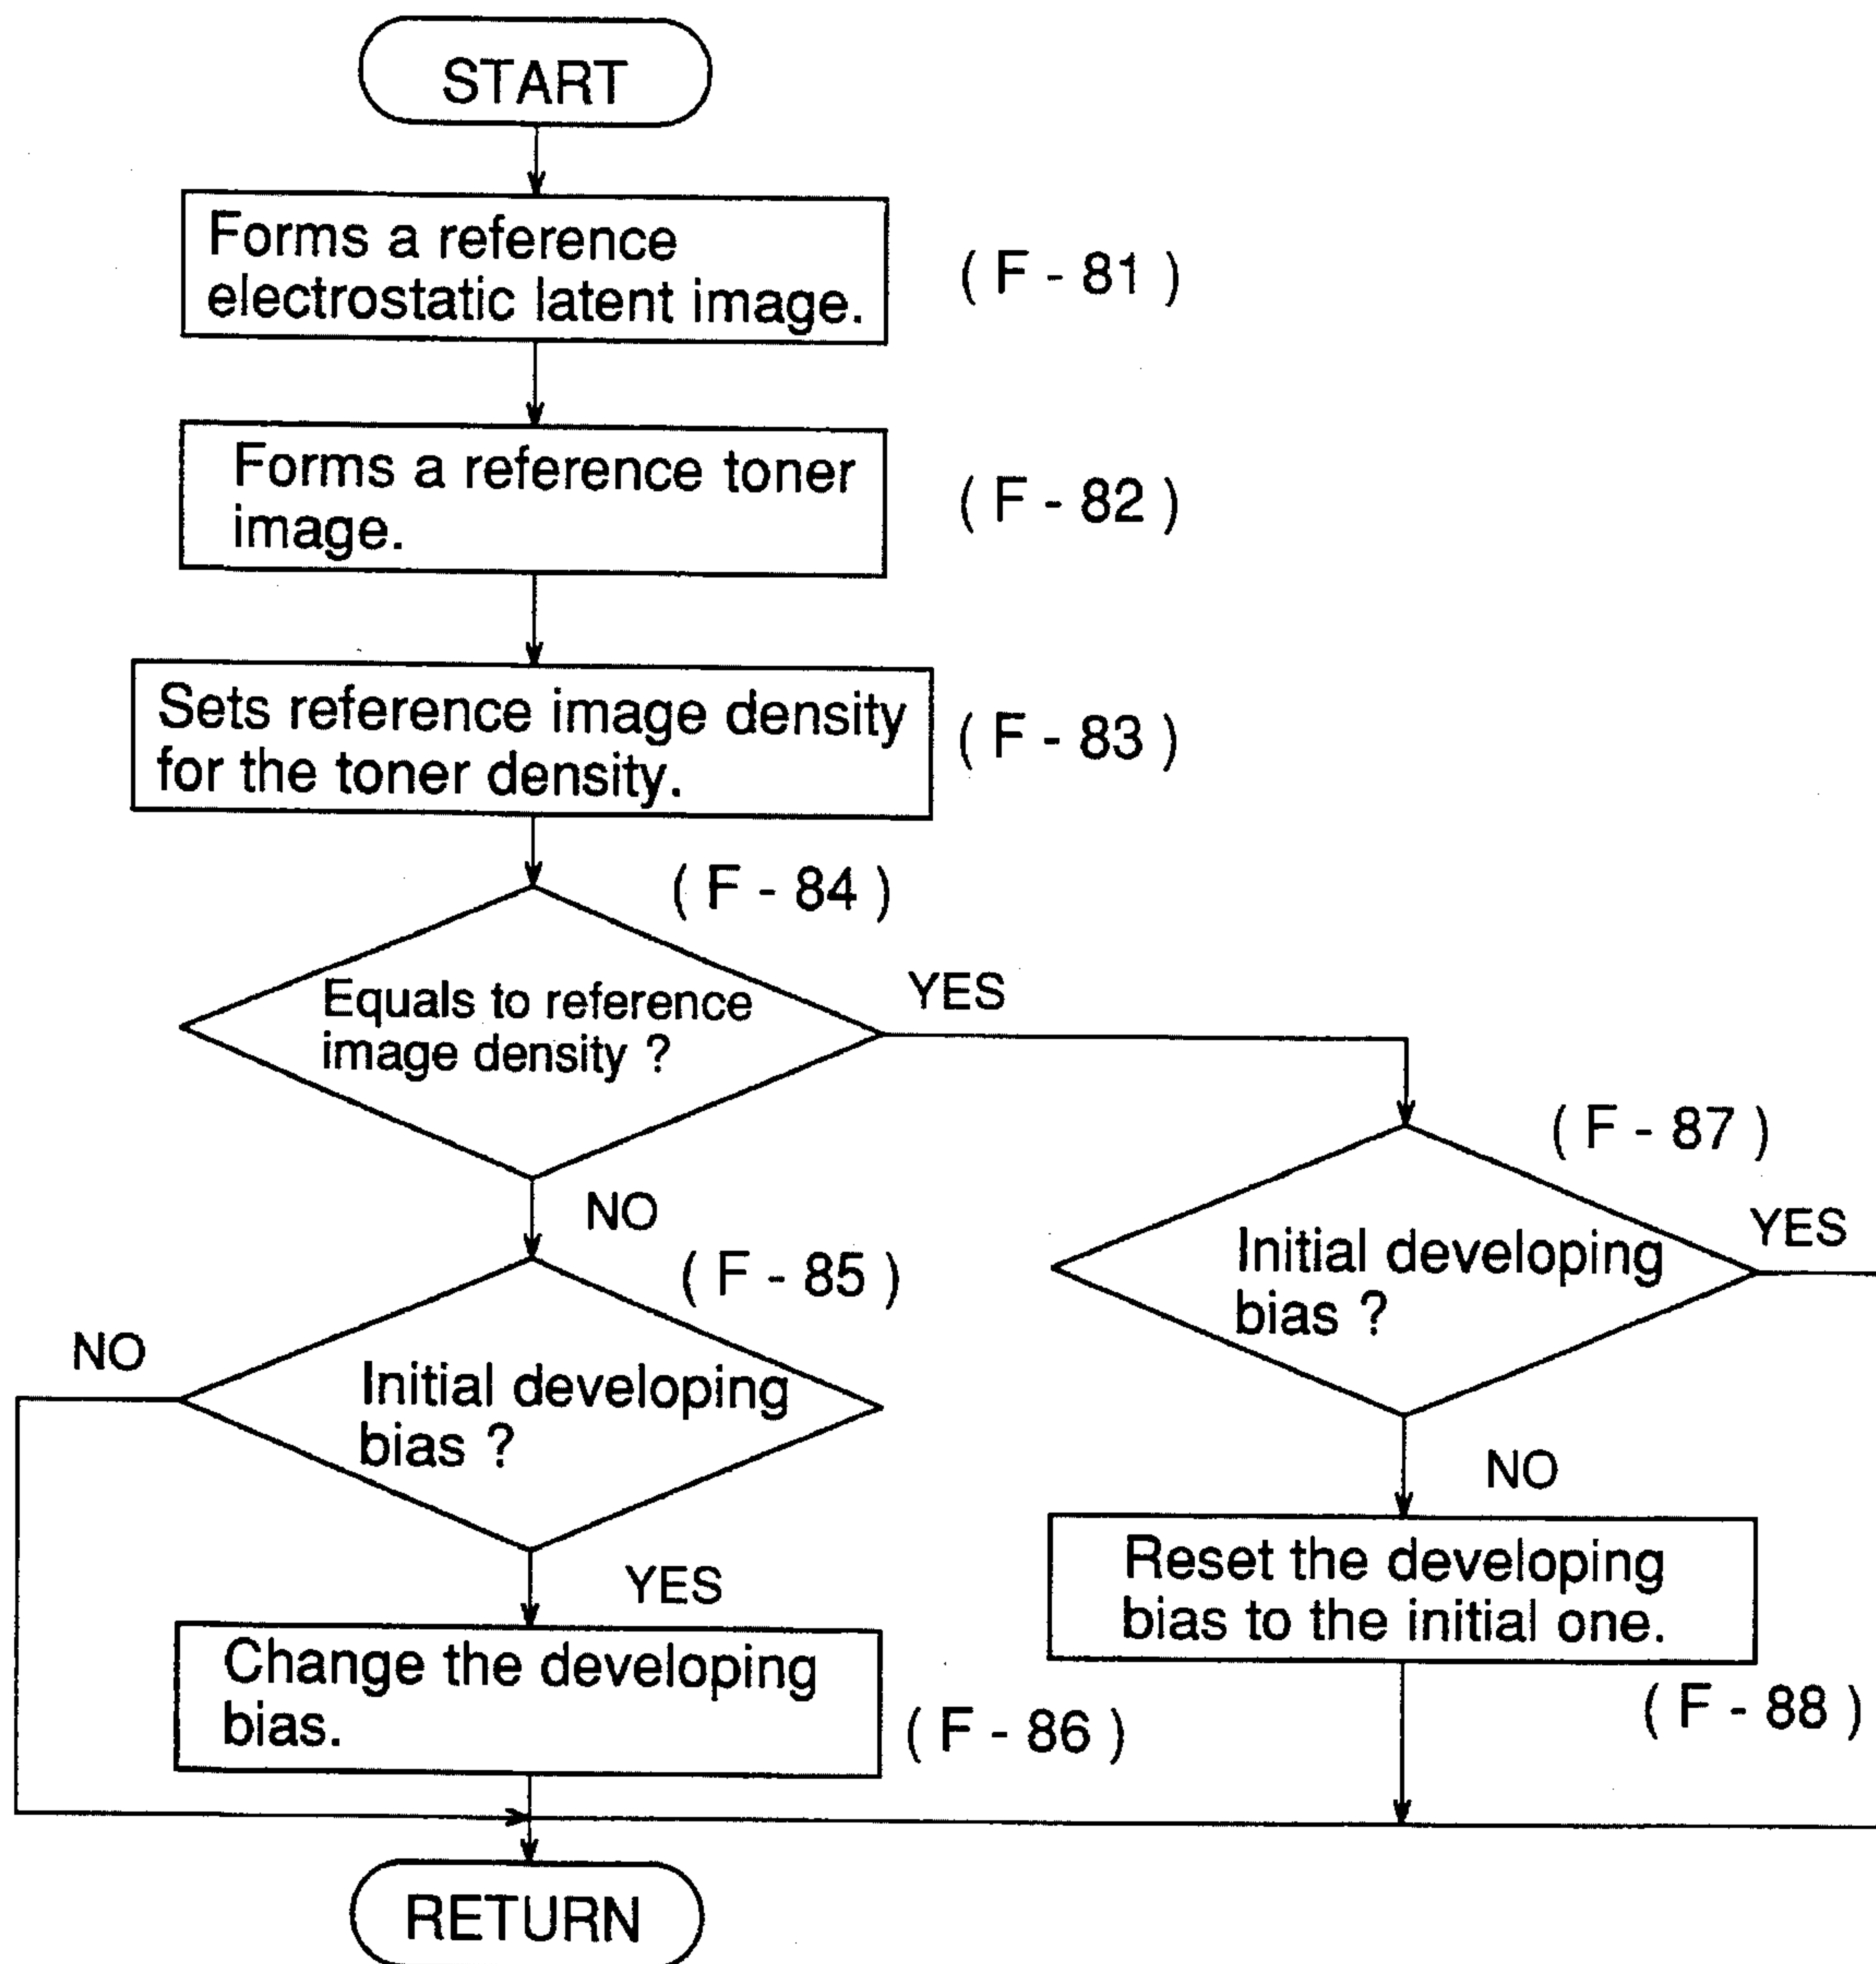 START
Forms a reference
electrostatic latent image.
( F - 81 )
Forms a reference toner
image.
( F - 82 )
Sets reference image density
for the toner density.
( F - 83 )
( F - 84 )
Equals to reference
image density ?
YES
NO
( F - 85 )
Initial developing
bias ?
NO
YES
Change the developing
bias.
( F - 86 )
( F - 87 )
Initial developing
bias ?
YES
NO
Reset the developing
bias to the initial one.
( F - 88 )
RETURN